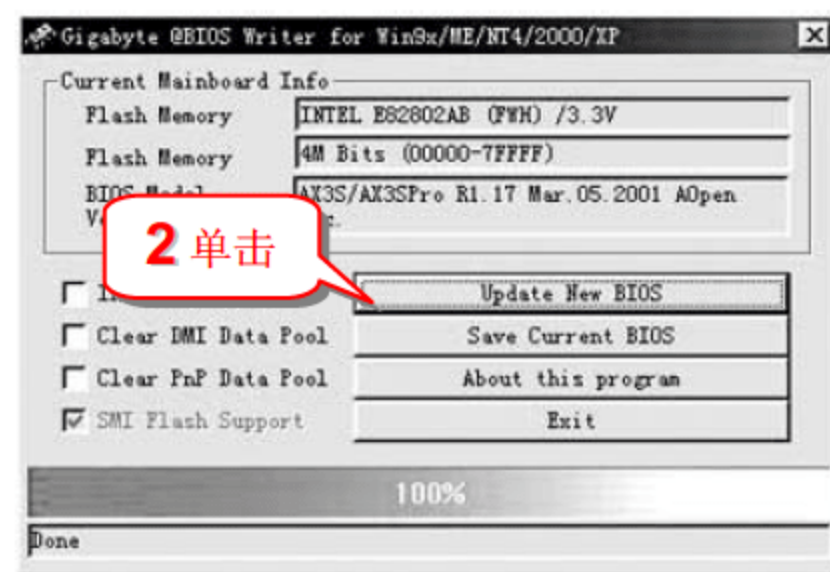 Gigabyte @BIOS Writer for Win9x/ME/NT4/2000/XP
Current Mainboard Info
Flash Memory INTEL E82802AB (FWH) /3.3V
Flash Memory 4M Bits (00000-7FFFF)
BIOS Model AX3S/AX3SPro R1.17 Mar.05.2001 AOpen
2 单击
Update New BIOS
Clear DMI Data Pool Save Current BIOS
Clear PnP Data Pool About this program
SMI Flash Support Exit
100%
Done